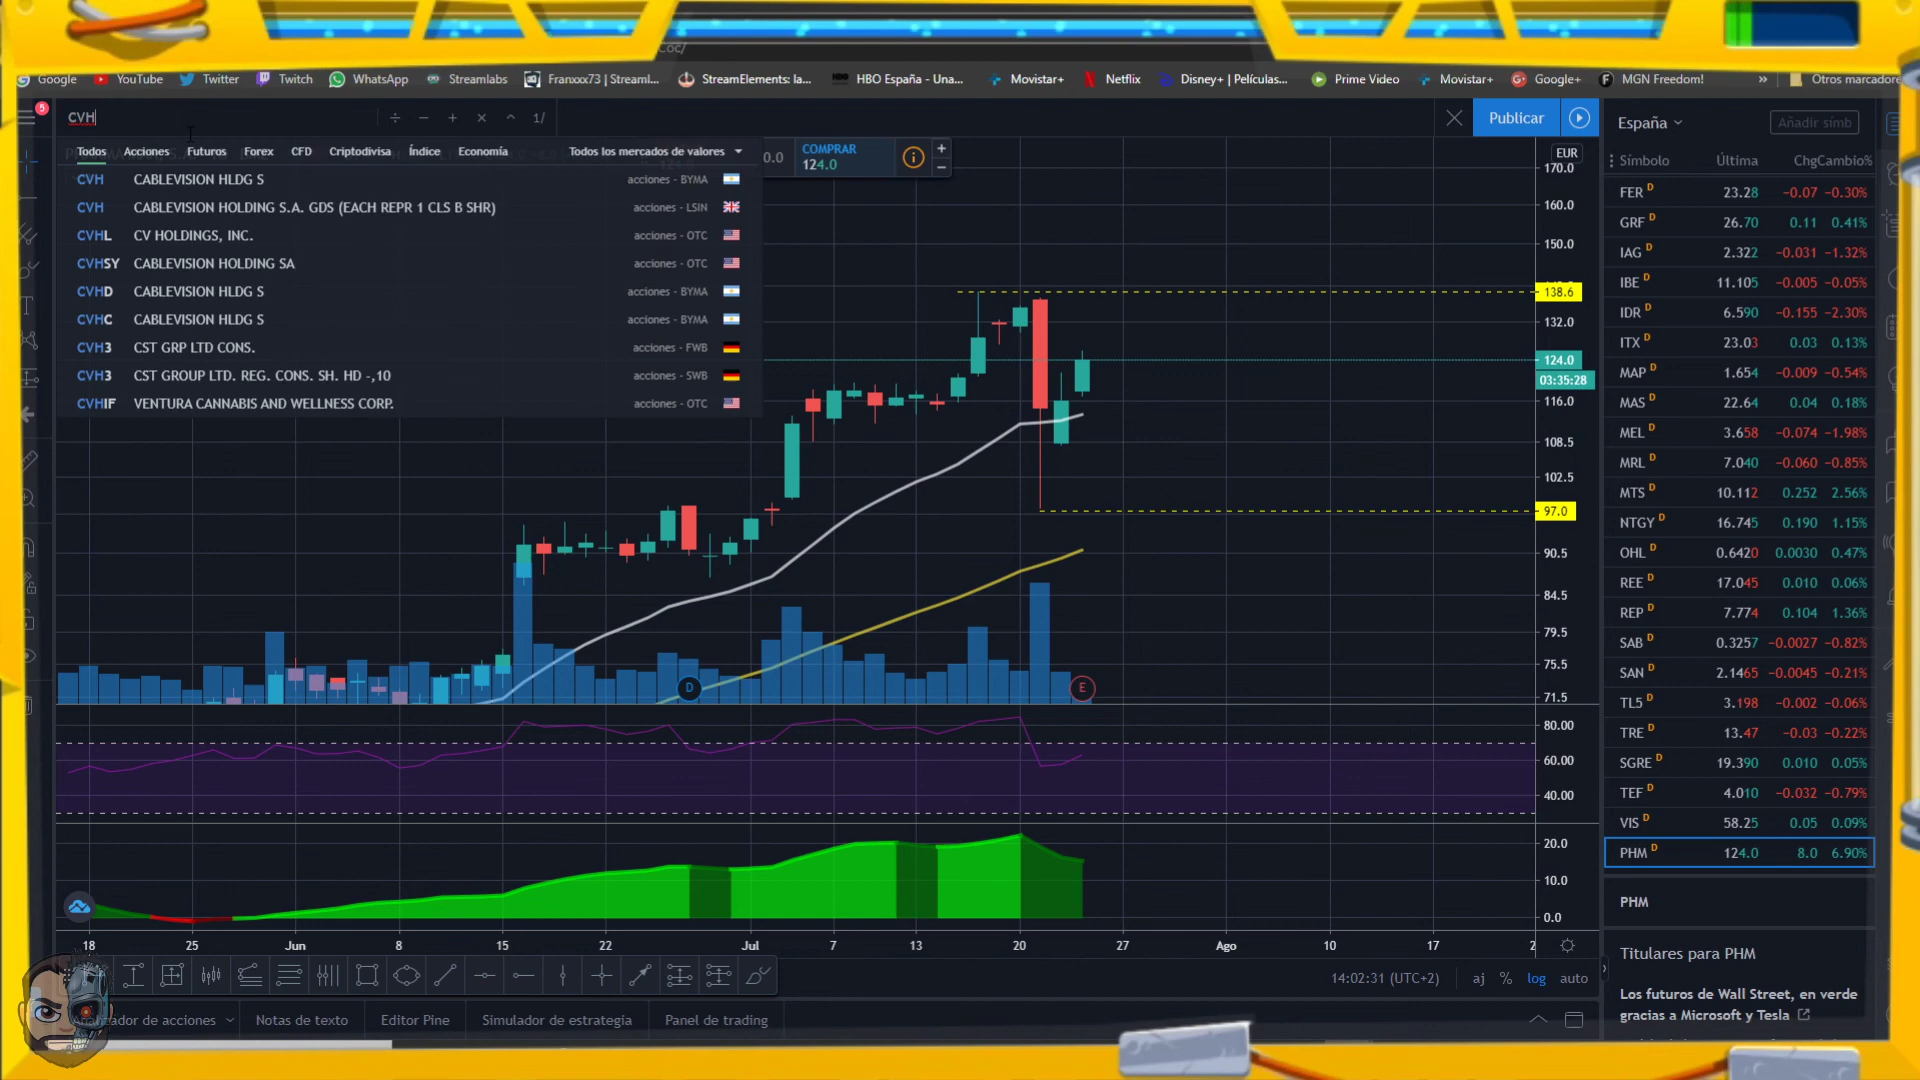 Coc/
Google YouTube Twitter Twitch WhatsApp Streamlabs Franxxx73 | Streaml... StreamElements: la... HBO España - Una... Movistar+ Netflix Disney+ | Películas... Prime Video Movistar+ Google+ MGN Freedom! » Otros marcadore
5
CVH ÷ − + × ^ 1/
Publicar
Todos Acciones Futuros Forex CFD Criptodivisa Índice Economía Todos los mercados de valores
0.0 COMPRAR 124.0
CVH CABLEVISION HLDG S acciones - BYMA
CVH CABLEVISION HOLDING S.A. GDS (EACH REPR 1 CLS B SHR) acciones - LSIN
CVHL CV HOLDINGS, INC. acciones - OTC
CVHSY CABLEVISION HOLDING SA acciones - OTC
CVHD CABLEVISION HLDG S acciones - BYMA
CVHC CABLEVISION HLDG S acciones - BYMA
CVH3 CST GRP LTD CONS. acciones - FWB
CVH3 CST GROUP LTD. REG. CONS. SH. HD -,10 acciones - SWB
CVHIF VENTURA CANNABIS AND WELLNESS CORP. acciones - OTC
EUR
170.0
160.0
150.0
138.6
132.0
124.0
03:35:28
116.0
108.5
102.5
97.0
90.5
84.5
79.5
75.5
71.5
D E
80.00
60.00
40.00
20.0
10.0
0.0
18 25 Jun 8 15 22 Jul 7 13 20 27 Ago 10 17 2
14:02:31 (UTC+2) aj % log auto
Analizador de acciones Notas de texto Editor Pine Simulador de estrategia Panel de trading
España Añadir símb
Símbolo Última Chg Cambio%
FER D 23.28 −0.07 −0.30%
GRF D 26.70 0.11 0.41%
IAG D 2.322 −0.031 −1.32%
IBE D 11.105 −0.005 −0.05%
IDR D 6.590 −0.155 −2.30%
ITX D 23.03 0.03 0.13%
MAP D 1.654 −0.009 −0.54%
MAS D 22.64 0.04 0.18%
MEL D 3.658 −0.074 −1.98%
MRL D 7.040 −0.060 −0.85%
MTS D 10.112 0.252 2.56%
NTGY D 16.745 0.190 1.15%
OHL D 0.6420 0.0030 0.47%
REE D 17.045 0.010 0.06%
REP D 7.774 0.104 1.36%
SAB D 0.3257 −0.0027 −0.82%
SAN D 2.1465 −0.0045 −0.21%
TL5 D 3.198 −0.002 −0.06%
TRE D 13.47 −0.03 −0.22%
SGRE D 19.390 0.010 0.05%
TEF D 4.010 −0.032 −0.79%
VIS D 58.25 0.05 0.09%
PHM D 124.0 8.0 6.90%
PHM
Titulares para PHM
Los futuros de Wall Street, en verde
gracias a Microsoft y Tesla